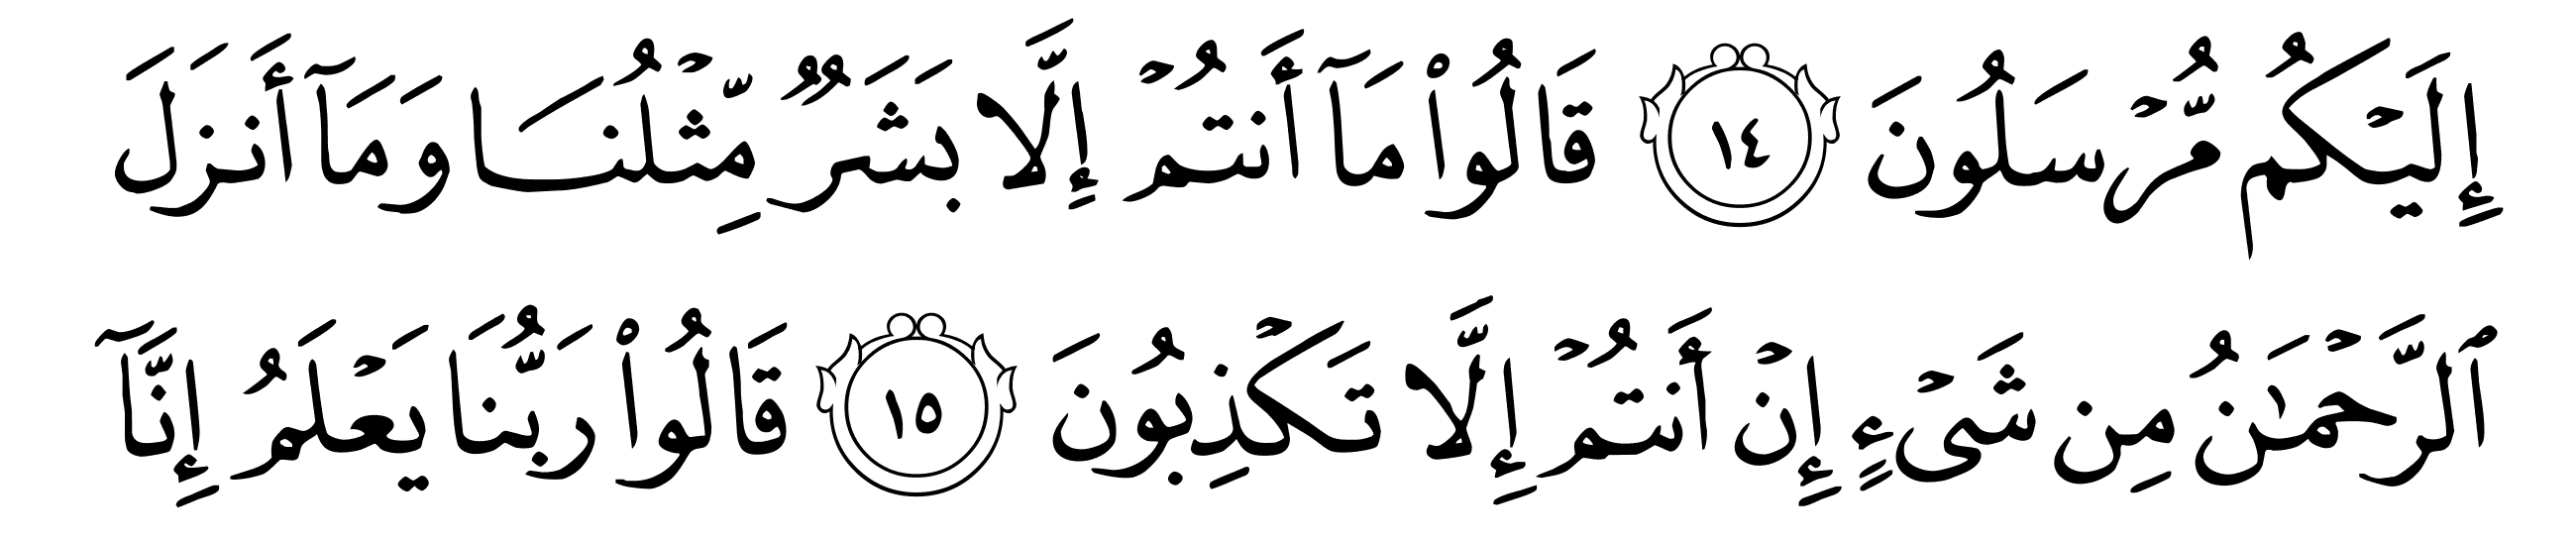 إِلَيْكُم مُّرْسَلُونَ ١٤ قَالُوا۟ مَآ أَنتُمْ إِلَّا بَشَرٌ مِّثْلُنَا وَمَآ أَنزَلَ
ٱلرَّحْمَـٰنُ مِن شَىْءٍ إِنْ أَنتُمْ إِلَّا تَكْذِبُونَ ١٥ قَالُوا۟ رَبُّنَا يَعْلَمُ إِنَّآ